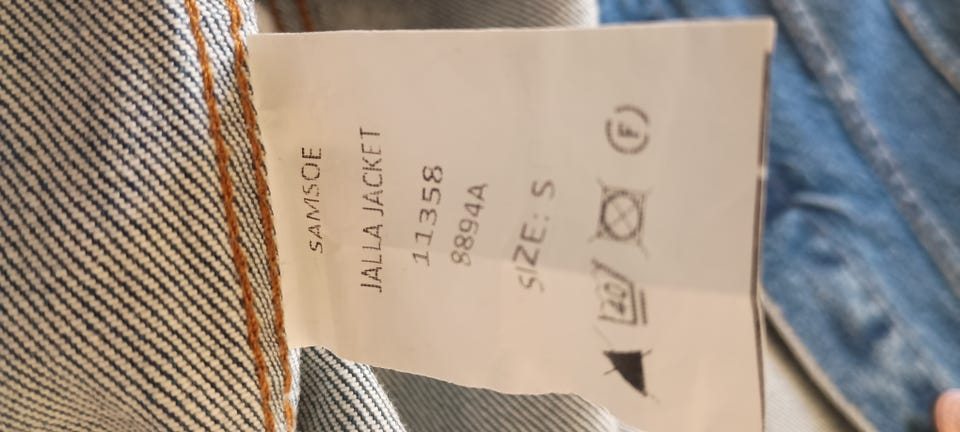 SAMSOE
JALLA JACKET
11358
8894A
SIZE: S
F